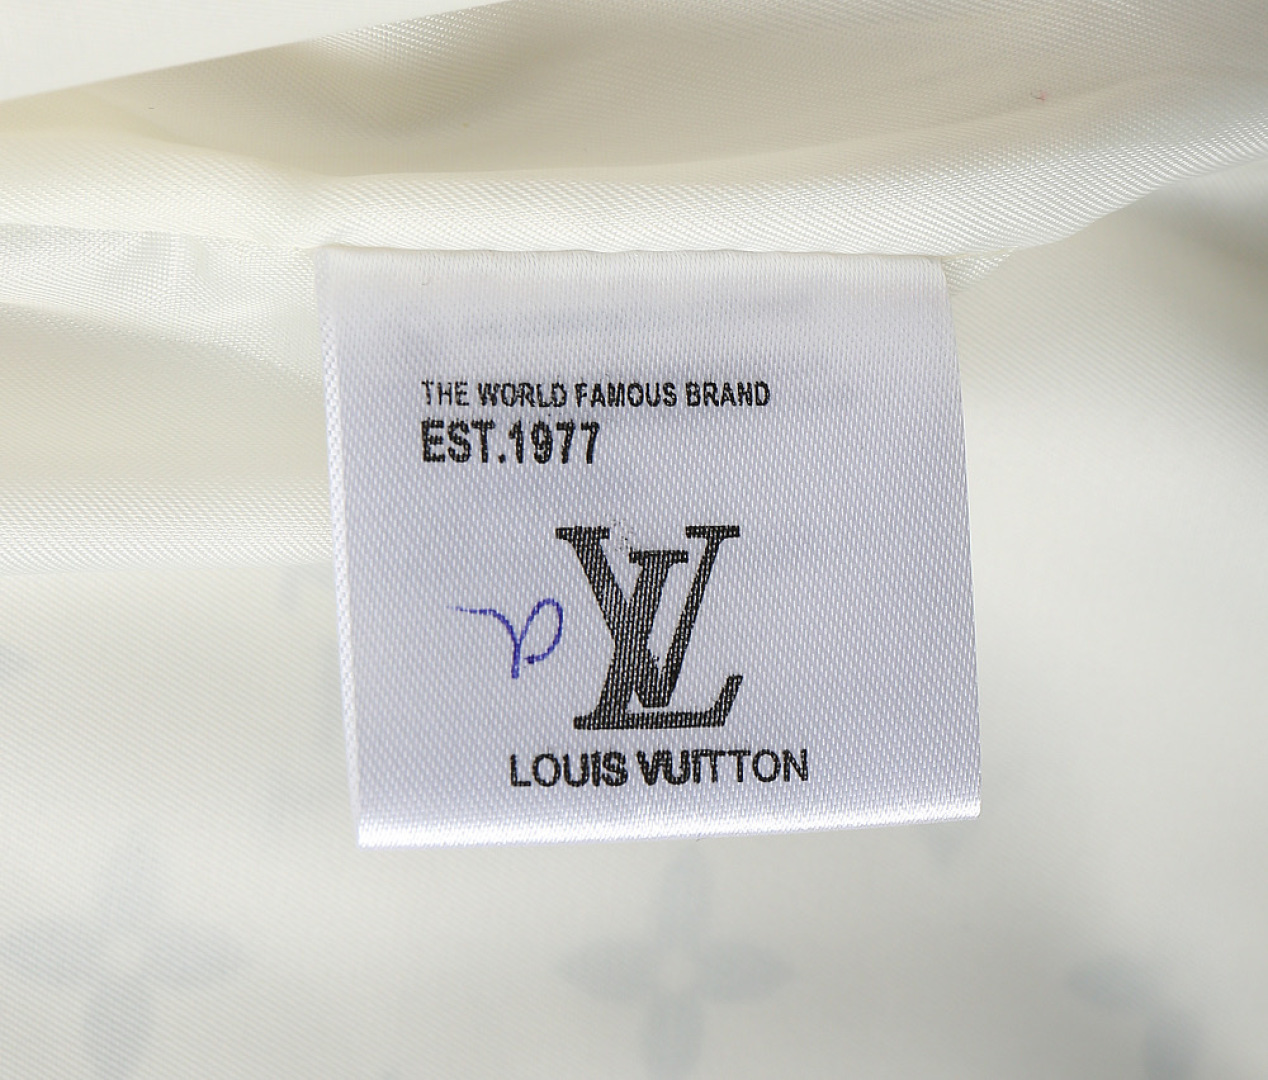 THE WORLD FAMOUS BRAND
EST.1977
LV
LOUIS VUITTON